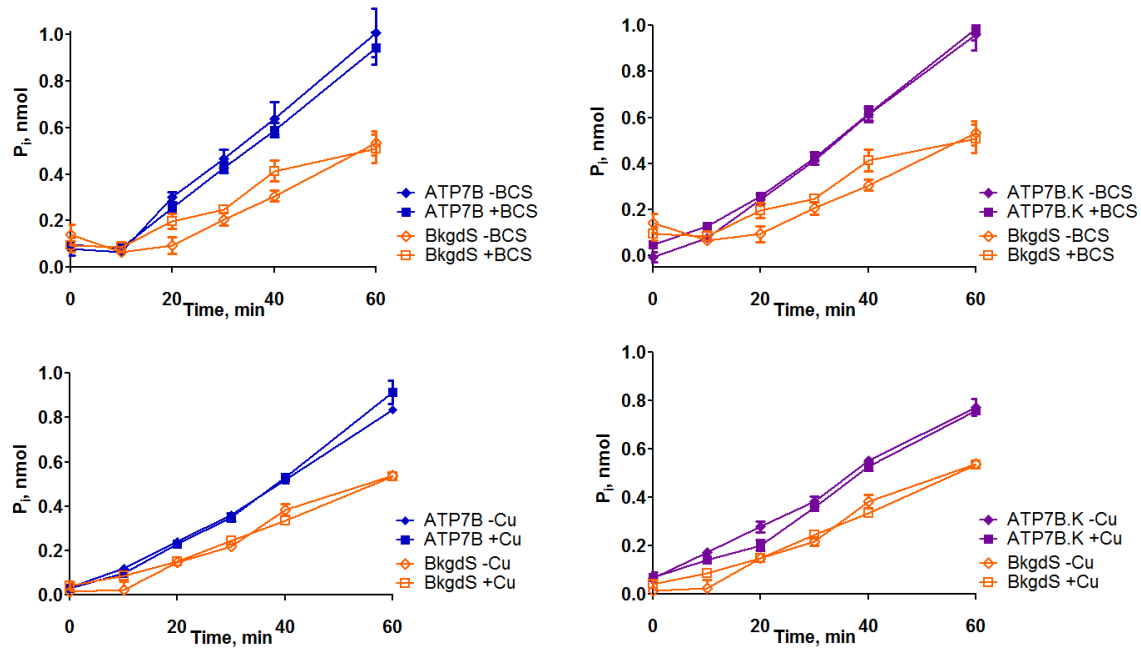 1.0
0.8
0.6
0.4
0.2
0.0
Pi, nmol
0
20
40
60
Time, min
ATP7B -BCS
ATP7B +BCS
BkgdS -BCS
BkgdS +BCS
1.0
0.8
0.6
0.4
0.2
0.0
Pi, nmol
0
20
40
60
Time, min
ATP7B.K -BCS
ATP7B.K +BCS
BkgdS -BCS
BkgdS +BCS
1.0
0.8
0.6
0.4
0.2
0.0
Pi, nmol
0
20
40
60
Time, min
ATP7B -Cu
ATP7B +Cu
BkgdS -Cu
BkgdS +Cu
1.0
0.8
0.6
0.4
0.2
0.0
Pi, nmol
0
20
40
60
Time, min
ATP7B.K -Cu
ATP7B.K +Cu
BkgdS -Cu
BkgdS +Cu